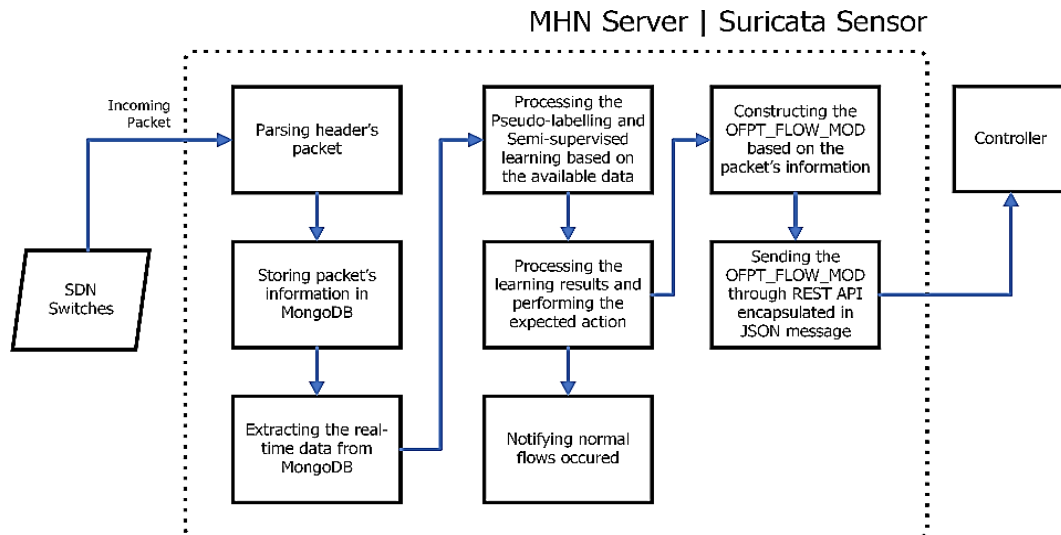 MHN Server | Suricata Sensor
Incoming
Packet
Parsing header's
packet
Processing the
Pseudo-labelling and
Semi-supervised
learning based on
the available data
Constructing the
OFPT_FLOW_MOD
based on the
packet's information
Controller
SDN
Switches
Storing packet's
information in
MongoDB
Processing the
learning results and
performing the
expected action
Sending the
OFPT_FLOW_MOD
through REST API
encapsulated in
JSON message
Extracting the real-
time data from
MongoDB
Notifying normal
flows occured